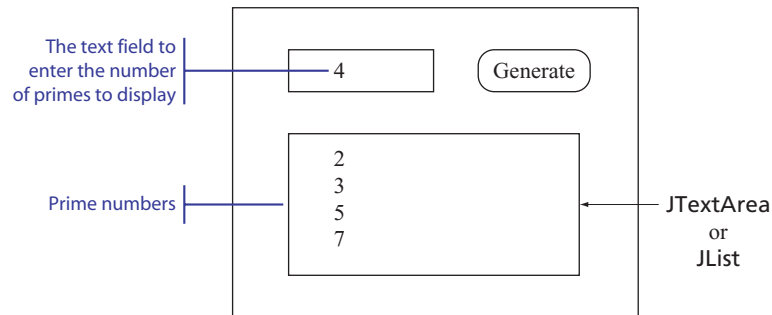 The text field to
enter the number
of primes to display
4
Generate
Prime numbers
2
3
5
7
JTextArea
or
JList